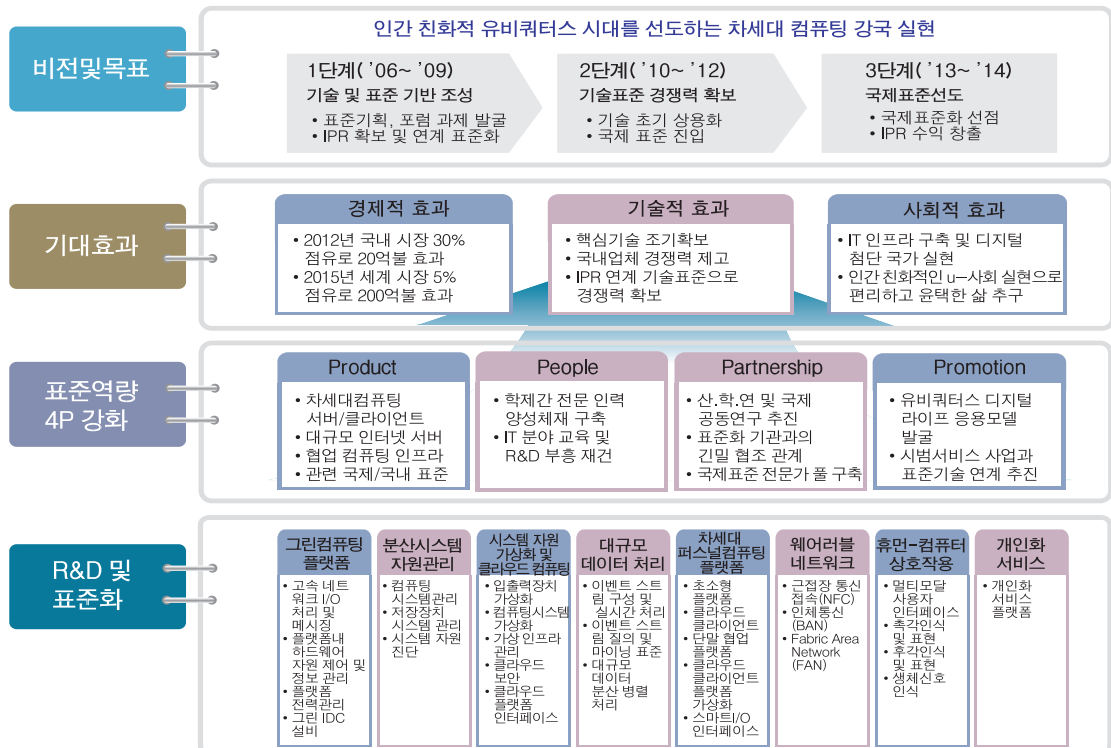 비전및목표
인간 친화적 유비쿼터스 시대를 선도하는 차세대 컴퓨팅 강국 실현
1단계( '06~ '09)
기술 및 표준 기반 조성
• 표준기획, 포럼 과제 발굴
• IPR 확보 및 연계 표준화
2단계( '10~ '12)
기술표준 경쟁력 확보
• 기술 초기 상용화
• 국제 표준 진입
3단계( '13~ '14)
국제표준선도
• 국제표준화 선점
• IPR 수익 창출
기대효과
경제적 효과
• 2012년 국내 시장 30%
점유로 20억불 효과
• 2015년 세계 시장 5%
점유로 200억불 효과
기술적 효과
• 핵심기술 조기확보
• 국내업체 경쟁력 제고
• IPR 연계 기술표준으로
경쟁력 확보
사회적 효과
• IT 인프라 구축 및 디지털
첨단 국가 실현
• 인간 친화적인 u-사회 실현으로
편리하고 윤택한 삶 추구
표준역량
4P 강화
Product
• 차세대컴퓨팅
서버/클라이언트
• 대규모 인터넷 서버
• 협업 컴퓨팅 인프라
• 관련 국제/국내 표준
People
• 학제간 전문 인력
양성체재 구축
• IT 분야 교육 및
R&D 부흥 재건
Partnership
• 산.학.연 및 국제
공동연구 추진
• 표준화 기관과의
긴밀 협조 관계
• 국제표준 전문가 풀 구축
Promotion
• 유비쿼터스 디지털
라이프 응용모델
발굴
• 시범서비스 사업과
표준기술 연계 추진
R&D 및
표준화
그린컴퓨팅
플랫폼
• 고속 네트
워크 I/O
처리 및
메시징
• 플랫폼내
하드웨어
자원 제어 및
정보 관리
• 플랫폼
전력관리
• 그린 IDC
설비
분산시스템
자원관리
• 컴퓨팅
시스템관리
• 저장장치
시스템 관리
• 시스템 자원
진단
시스템 자원
가상화 및
클라우드 컴퓨팅
• 입출력장치
가상화
• 컴퓨팅시스템
가상화
• 가상 인프라
관리
• 클라우드
보안
• 클라우드
플랫폼
인터페이스
대규모
데이터 처리
• 이벤트 스트
림 구성 및
실시간 처리
• 이벤트 스트
림 질의 및
마이닝 표준
• 대규모
데이터
분산 병렬
처리
차세대
퍼스널컴퓨팅
플랫폼
• 초소형
플랫폼
• 클라우드
클라이언트
• 단말 협업
플랫폼
• 클라우드
클라이언트
플랫폼
가상화
• 스마트I/O
인터페이스
웨어러블
네트워크
• 근접장 통신
접속(NFC)
• 인체통신
(BAN)
• Fabric Area
Network
(FAN)
휴먼-컴퓨터
상호작용
• 멀티모달
사용자
인터페이스
• 촉각인식
및 표현
• 후각인식
및 표현
• 생체신호
인식
개인화
서비스
• 개인화
서비스
플랫폼